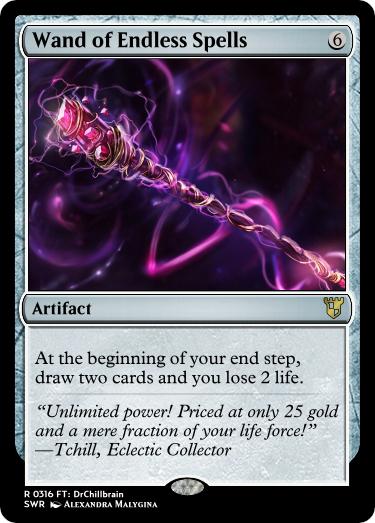 Wand of Endless Spells 6
Artifact
At the beginning of your end step,
draw two cards and you lose 2 life.
“Unlimited power! Priced at only 25 gold
and a mere fraction of your life force!”
—Tchill, Eclectic Collector
R 0316 FT: DrChillbrain
SWR Alexandra Malygina